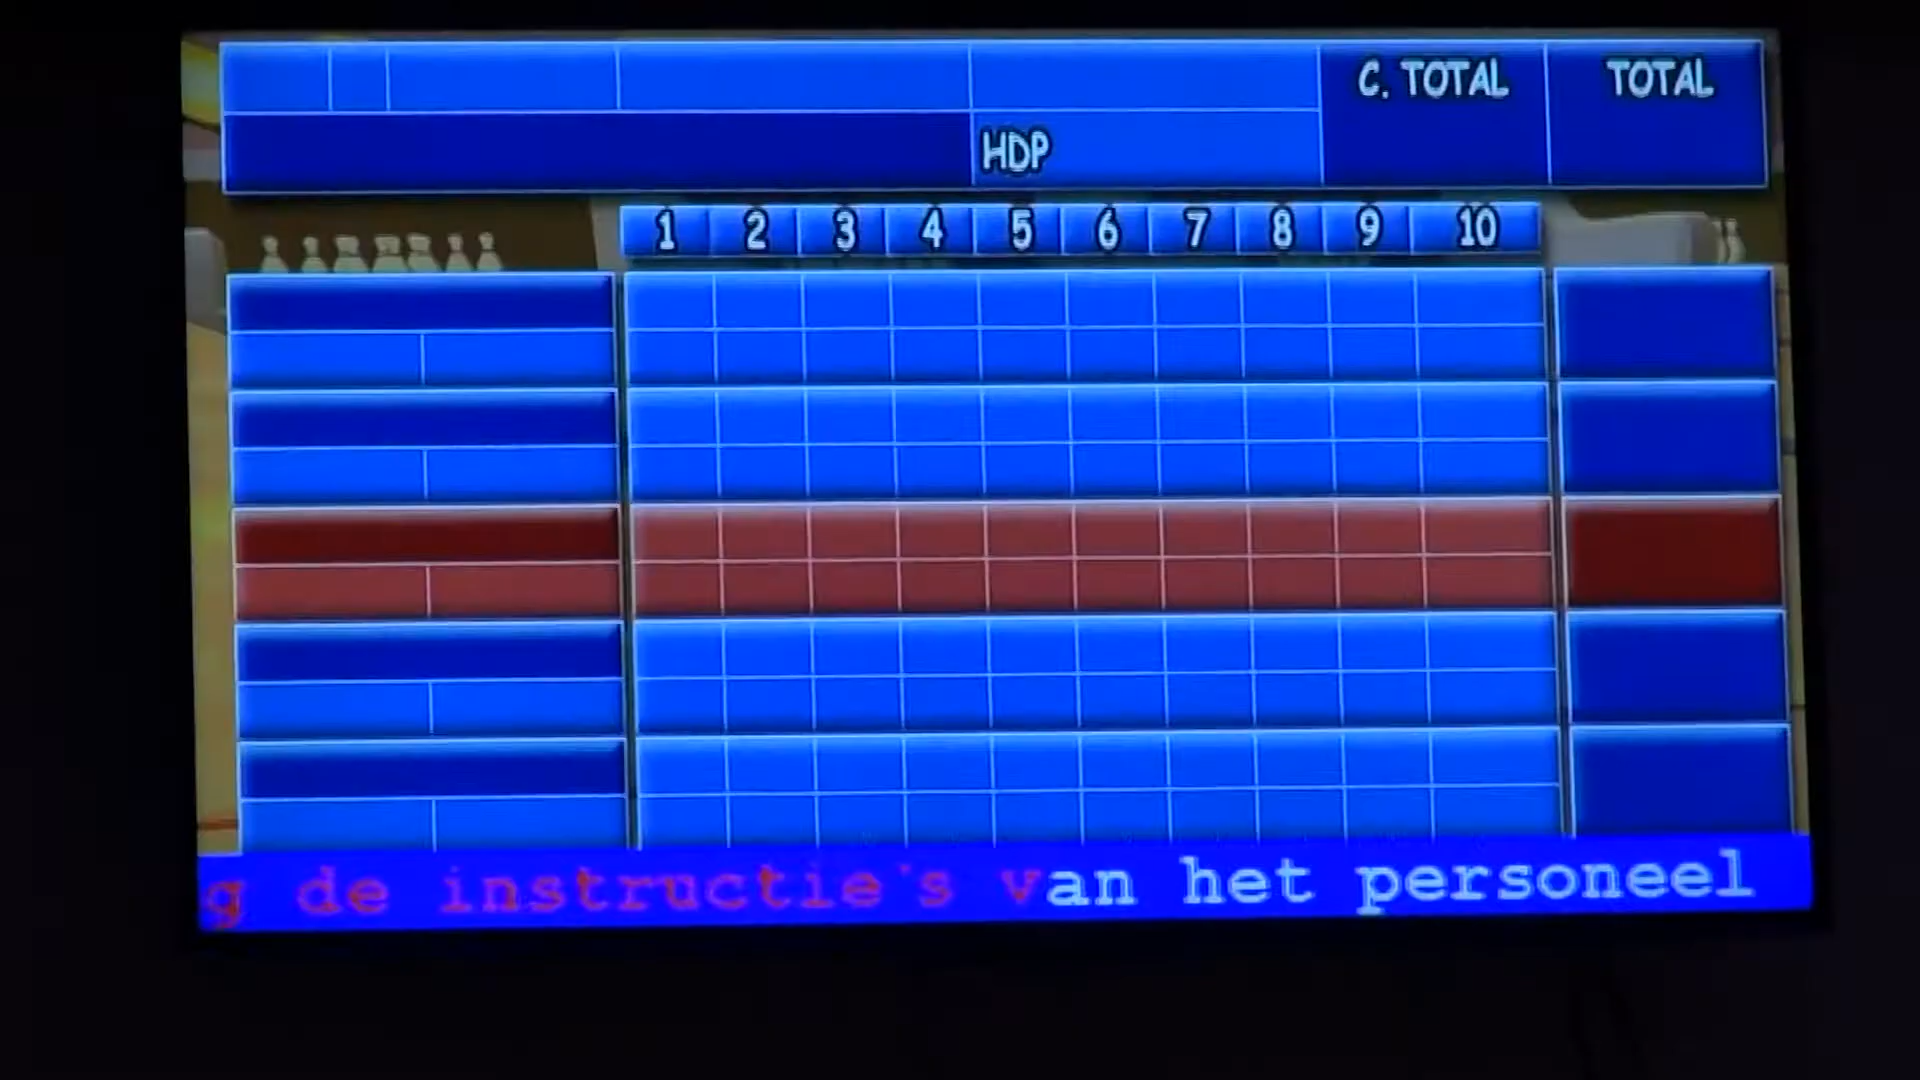 C. TOTAL TOTAL
HDP
1 2 3 4 5 6 7 8 9 10
g de instructie's van het personeel